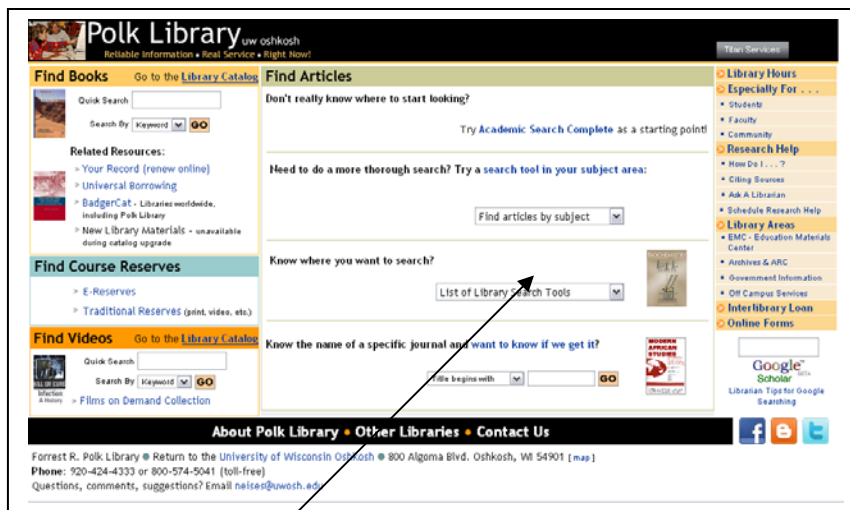 Polk Library uw oshkosh
Reliable Information • Real Service • Right Now!
Titan Services
Find Books Go to the Library Catalog
Quick Search
Search By Keyword GO
Related Resources:
» Your Record (renew online)
» Universal Borrowing
» BadgerCat - Libraries worldwide,
including Polk Library
» New Library Materials - unavailable
during catalog upgrade
Find Course Reserves
» E-Reserves
» Traditional Reserves (print, video, etc.)
Find Videos Go to the Library Catalog
Quick Search
Search By Keyword GO
» Films on Demand Collection
Find Articles
Don't really know where to start looking?
Try Academic Search Complete as a starting point!
Need to do a more thorough search? Try a search tool in your subject area:
Find articles by subject
Know where you want to search?
List of Library Search Tools
Know the name of a specific journal and want to know if we get it?
Title begins with GO
MODERN
AFRICAN
STUDIES
Library Hours
Especially For . . .
• Students
• Faculty
• Community
Research Help
• How Do I . . . ?
• Citing Sources
• Ask A Librarian
• Schedule Research Help
Library Areas
• EMC - Education Materials
Center
• Archives & ARC
• Government Information
• Off Campus Services
Interlibrary Loan
Online Forms
Google BETA
Scholar
Librarian Tips for Google
Searching
About Polk Library • Other Libraries • Contact Us
Forrest R. Polk Library • Return to the University of Wisconsin Oshkosh • 800 Algoma Blvd. Oshkosh, WI 54901 [map]
Phone: 920-424-4333 or 800-574-5041 (toll-free)
Questions, comments, suggestions? Email neises@uwosh.edu